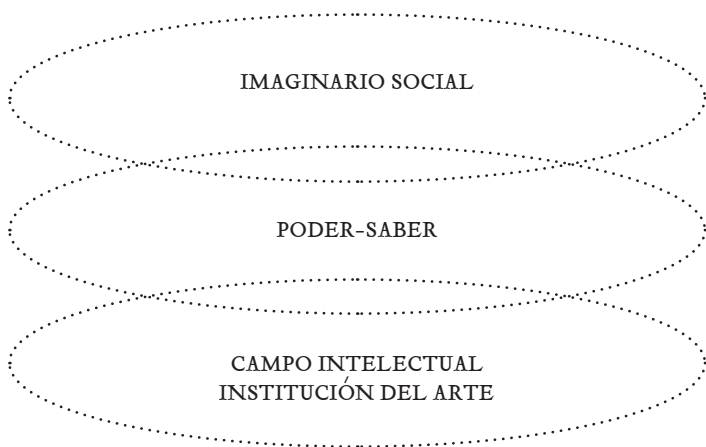 IMAGINARIO SOCIAL
PODER-SABER
CAMPO INTELECTUAL
INSTITUCIÓN DEL ARTE